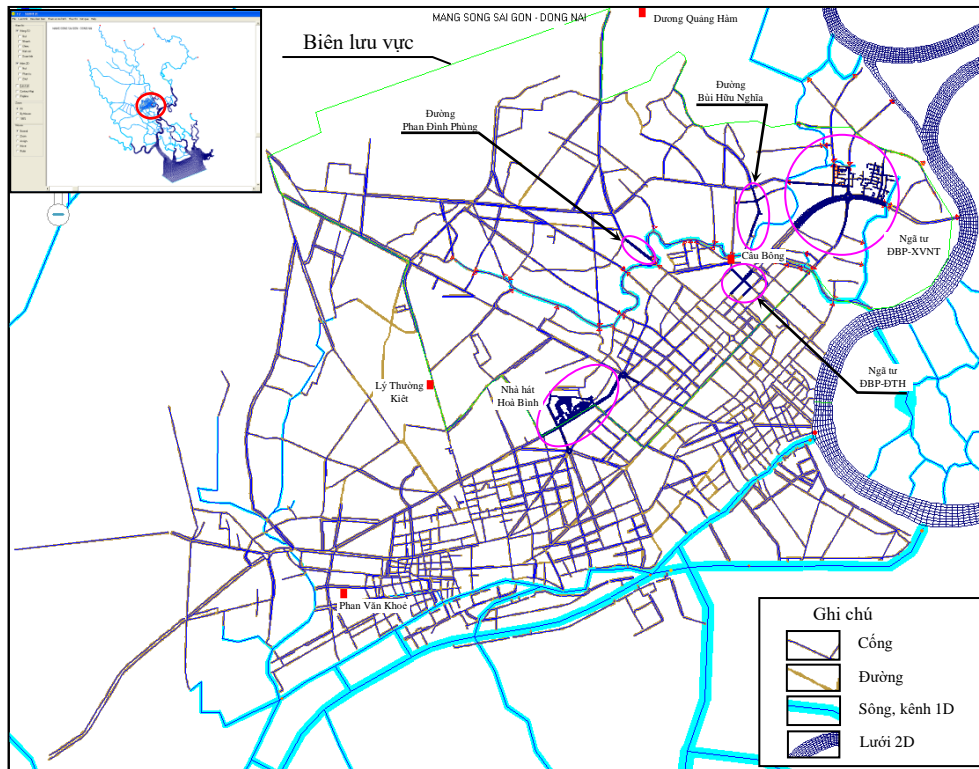 MANG SONG SAI GON - DONG NAI
Dương Quảng Hàm
Biên lưu vực
Đường
Bùi Hữu Nghĩa
Đường
Phan Đình Phùng
Ngã tư
ĐBP-XVNT
Cầu Bông
Ngã tư
ĐBP-ĐTH
Lý Thường
Kiêt
Nhà hát
Hoà Bình
Phan Văn Khoẻ
Ghi chú
Cống
Đường
Sông, kênh 1D
Lưới 2D